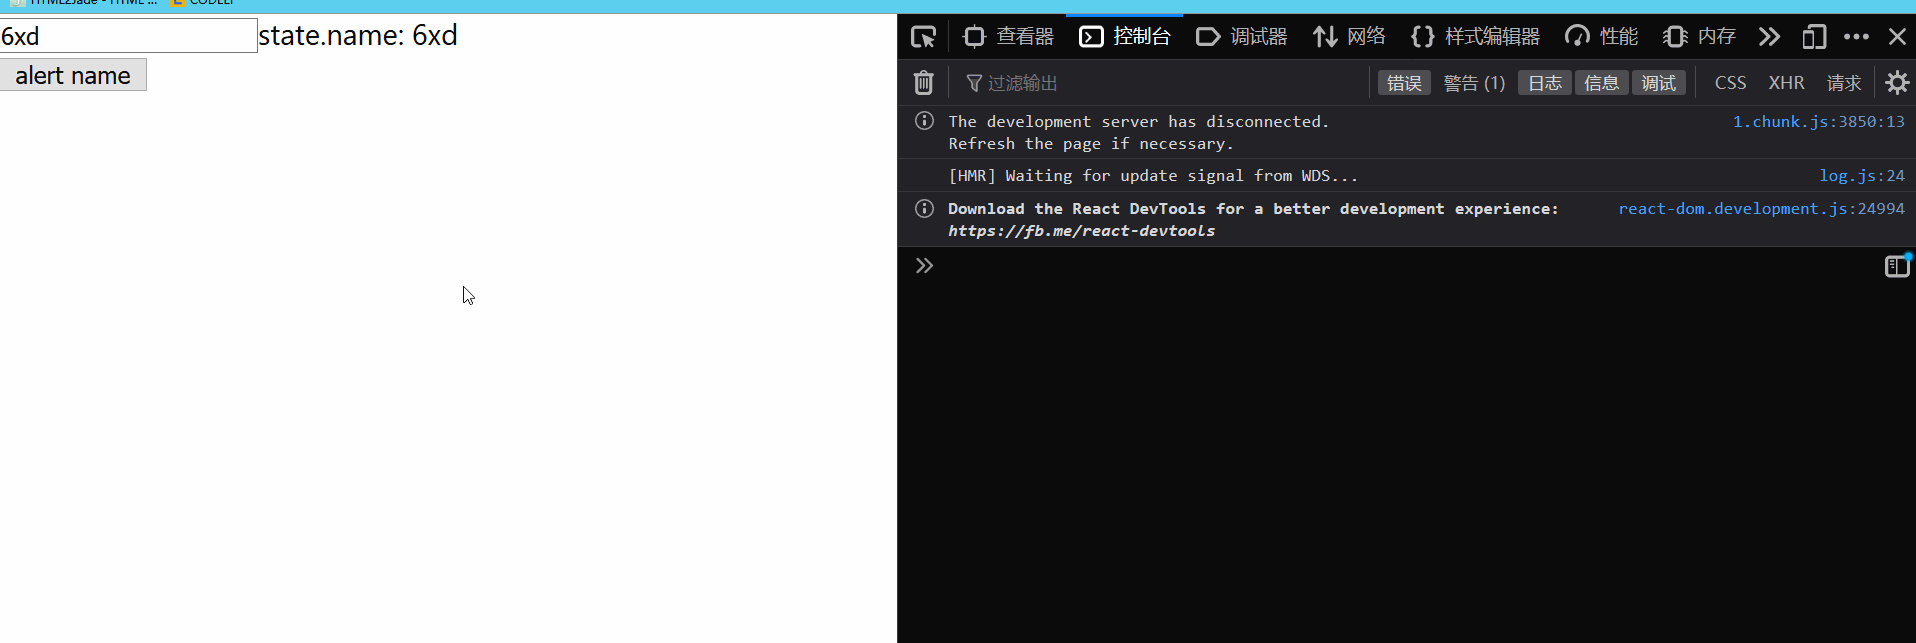 HTML2Jade - HTML ...
CODELF
6xd
state.name: 6xd
alert name
查看器 控制台 调试器 网络 {} 样式编辑器 性能 内存
过滤输出 错误 警告 (1) 日志 信息 调试 CSS XHR 请求
The development server has disconnected. 1.chunk.js:3850:13
Refresh the page if necessary.
[HMR] Waiting for update signal from WDS... log.js:24
Download the React DevTools for a better development experience: react-dom.development.js:24994
https://fb.me/react-devtools